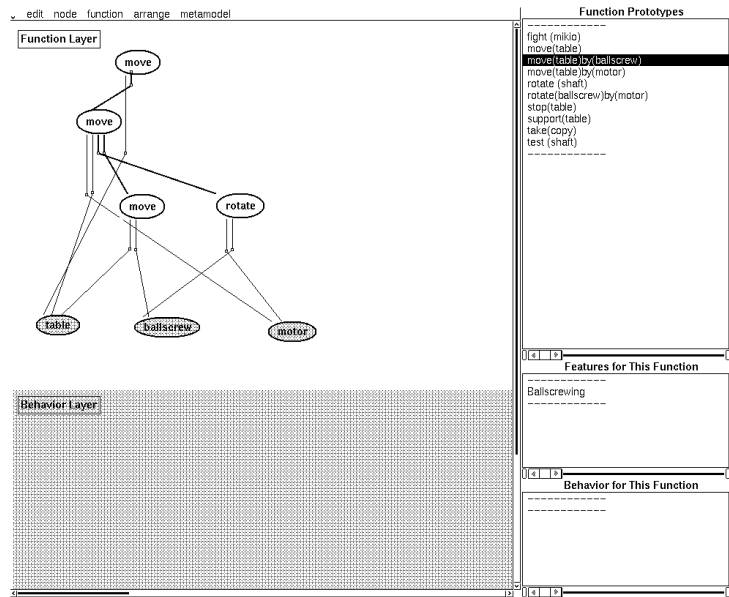 edit node function arrange metamodel
Function Layer
move
move
move
rotate
table
ballscrew
motor
Behavior Layer
Function Prototypes
------------
fight (mikio)
move(table)
move(table)by(ballscrew)
move(table)by(motor)
rotate (shaft)
rotate(ballscrew)by(motor)
stop(table)
support(table)
take(copy)
test (shaft)
------------
Features for This Function
------------
Ballscrewing
------------
Behavior for This Function
------------
------------